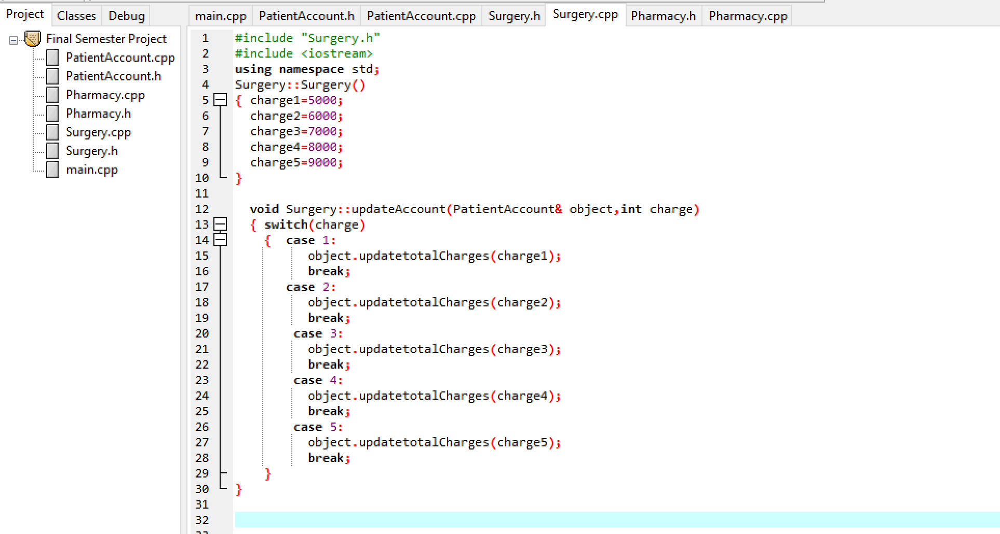 Project Classes Debug
Final Semester Project
PatientAccount.cpp
PatientAccount.h
Pharmacy.cpp
Pharmacy.h
Surgery.cpp
Surgery.h
main.cpp
main.cpp PatientAccount.h PatientAccount.cpp Surgery.h Surgery.cpp Pharmacy.h Pharmacy.cpp
1 #include "Surgery.h"
2 #include <iostream>
3 using namespace std;
4 Surgery::Surgery()
5 { charge1=5000;
6 charge2=6000;
7 charge3=7000;
8 charge4=8000;
9 charge5=9000;
10 }
11
12 void Surgery::updateAccount(PatientAccount& object,int charge)
13 { switch(charge)
14 { case 1:
15 object.updatetotalCharges(charge1);
16 break;
17 case 2:
18 object.updatetotalCharges(charge2);
19 break;
20 case 3:
21 object.updatetotalCharges(charge3);
22 break;
23 case 4:
24 object.updatetotalCharges(charge4);
25 break;
26 case 5:
27 object.updatetotalCharges(charge5);
28 break;
29 }
30 }
31
32